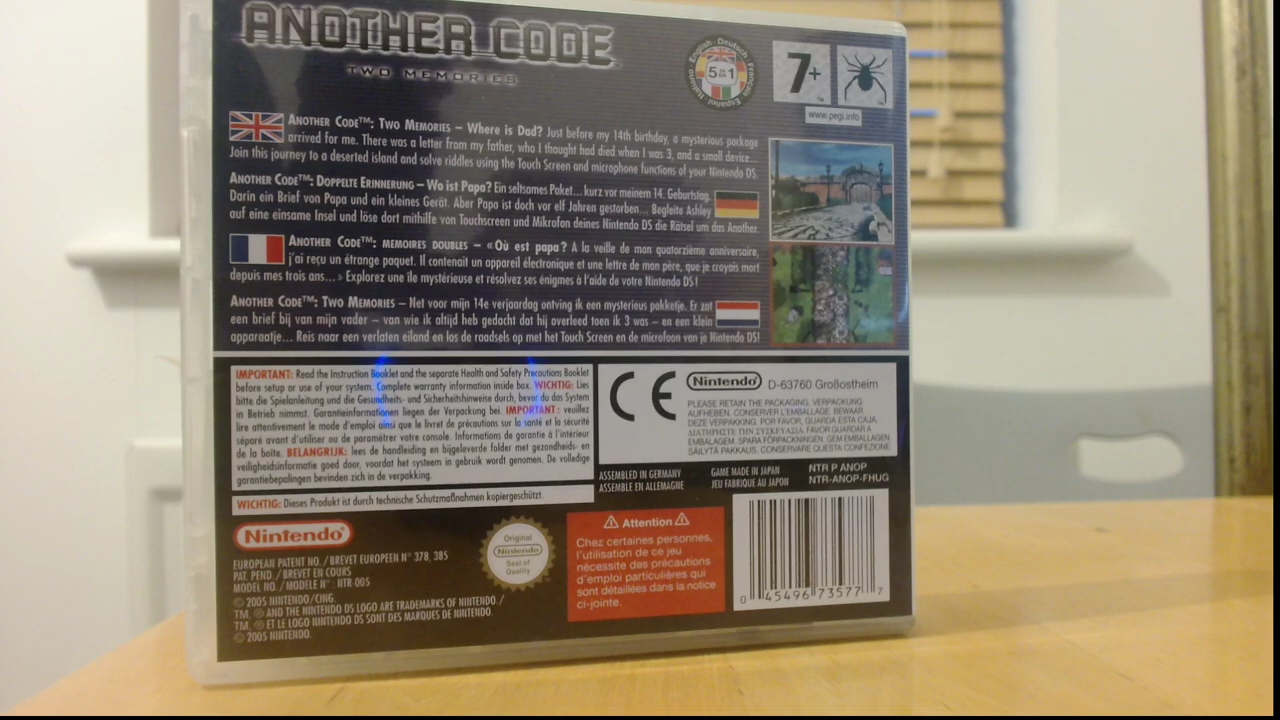 ANOTHER CODE
TWO MEMORIES
English · Deutsch · Français · Español · Italiano
5 IN 1
7+
www.pegi.info
ANOTHER CODE™: TWO MEMORIES – WHERE IS DAD? Just before my 14th birthday, a mysterious package
arrived for me. There was a letter from my father, who I thought had died when I was 3, and a small device...
Join this journey to a deserted island and solve riddles using the Touch Screen and microphone functions of your Nintendo DS.
ANOTHER CODE™: DOPPELTE ERINNERUNG – WO IST PAPA? Ein seltsames Paket... kurz vor meinem 14. Geburtstag.
Darin ein Brief von Papa und ein kleines Gerät. Aber Papa ist doch vor elf Jahren gestorben... Begleite Ashley
auf eine einsame Insel und löse dort mithilfe von Touchscreen und Mikrofon deines Nintendo DS die Rätsel um das Another.
ANOTHER CODE™: MEMOIRES DOUBLES – « OÙ EST PAPA ? A la veille de mon quatorzième anniversaire,
j'ai reçu un étrange paquet. Il contenait un appareil électronique et une lettre de mon père, que je croyais mort
depuis mes trois ans... » Explorez une île mystérieuse et résolvez ses énigmes à l'aide de votre Nintendo DS !
ANOTHER CODE™: TWO MEMORIES – Net voor mijn 14e verjaardag ontving ik een mysterieus pakketje. Er zat
een brief bij van mijn vader – van wie ik altijd heb gedacht dat hij overleed toen ik 3 was – en een klein
apparaatje... Reis naar een verlaten eiland en los de raadsels op met het Touch Screen en de microfoon van je Nintendo DS!
IMPORTANT: Read the Instruction Booklet and the separate Health and Safety Precautions Booklet
before setup or use of your system. Complete warranty information inside box. WICHTIG: Lies
bitte die Spielanleitung und die Gesundheits- und Sicherheitshinweise durch, bevor du das System
in Betrieb nimmst. Garantieinformationen liegen der Verpackung bei. IMPORTANT : veuillez
lire attentivement le mode d'emploi ainsi que le livret de précautions sur la santé et la sécurité
séparé avant d'utiliser ou de paramétrer votre console. Informations de garantie à l'intérieur
de la boîte. BELANGRIJK: lees de handleiding en bijgeleverde folder met gezondheids- en
veiligheidsinformatie goed door, voordat het systeem in gebruik wordt genomen. De volledige
garantiebepalingen bevinden zich in de verpakking.
WICHTIG: Dieses Produkt ist durch technische Schutzmaßnahmen kopiergeschützt.
CE
Nintendo D-63760 Großostheim
PLEASE RETAIN THE PACKAGING. VERPACKUNG
AUFHEBEN. CONSERVER L'EMBALLAGE. BEWAAR
DEZE VERPAKKING. POR FAVOR, GUARDA ESTA CAJA.
ΔΙΑΤΗΡΗΣΤΕ ΤΗΝ ΣΥΣΚΕΥΑΣΙΑ. FAVOR GUARDAR A
EMBALAGEM. SPARA FÖRPACKNINGEN. GEM EMBALLAGEN.
SÄILYTÄ PAKKAUS. CONSERVARE QUESTA CONFEZIONE.
ASSEMBLED IN GERMANY
ASSEMBLE EN ALLEMAGNE
GAME MADE IN JAPAN
JEU FABRIQUE AU JAPON
NTR P ANOP
NTR-ANOP-FHUG
Nintendo
EUROPEAN PATENT NO. / BREVET EUROPEEN N° 378, 385
PAT. PEND. / BREVET EN COURS
MODEL NO. / MODELE N° NTR-005
© 2005 NINTENDO/CING.
TM, ® AND THE NINTENDO DS LOGO ARE TRADEMARKS OF NINTENDO. /
TM, ® ET LE LOGO NINTENDO DS SONT DES MARQUES DE NINTENDO.
© 2005 NINTENDO.
Original
Nintendo
Seal of
Quality
⚠ Attention ⚠
Chez certaines personnes,
l'utilisation de ce jeu
nécessite des précautions
d'emploi particulières qui
sont détaillées dans la notice
ci-jointe.
0 45496 73577 7